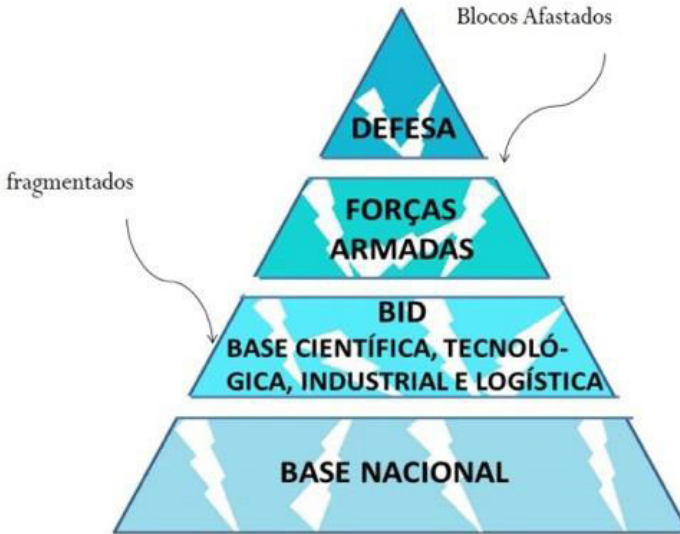 Blocos Afastados
DEFESA
fragmentados
FORÇAS
ARMADAS
BID
BASE CIENTÍFICA, TECNOLÓ-
GICA, INDUSTRIAL E LOGÍSTICA
BASE NACIONAL